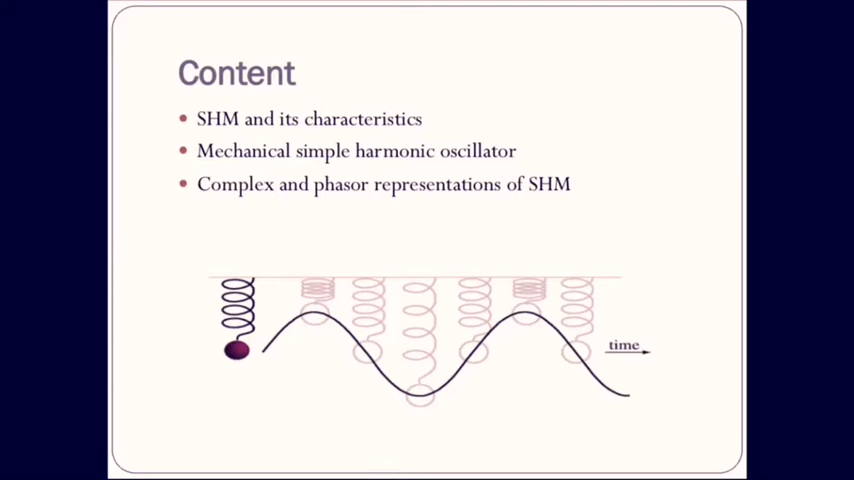 Content
SHM and its characteristics
Mechanical simple harmonic oscillator
Complex and phasor representations of SHM
time